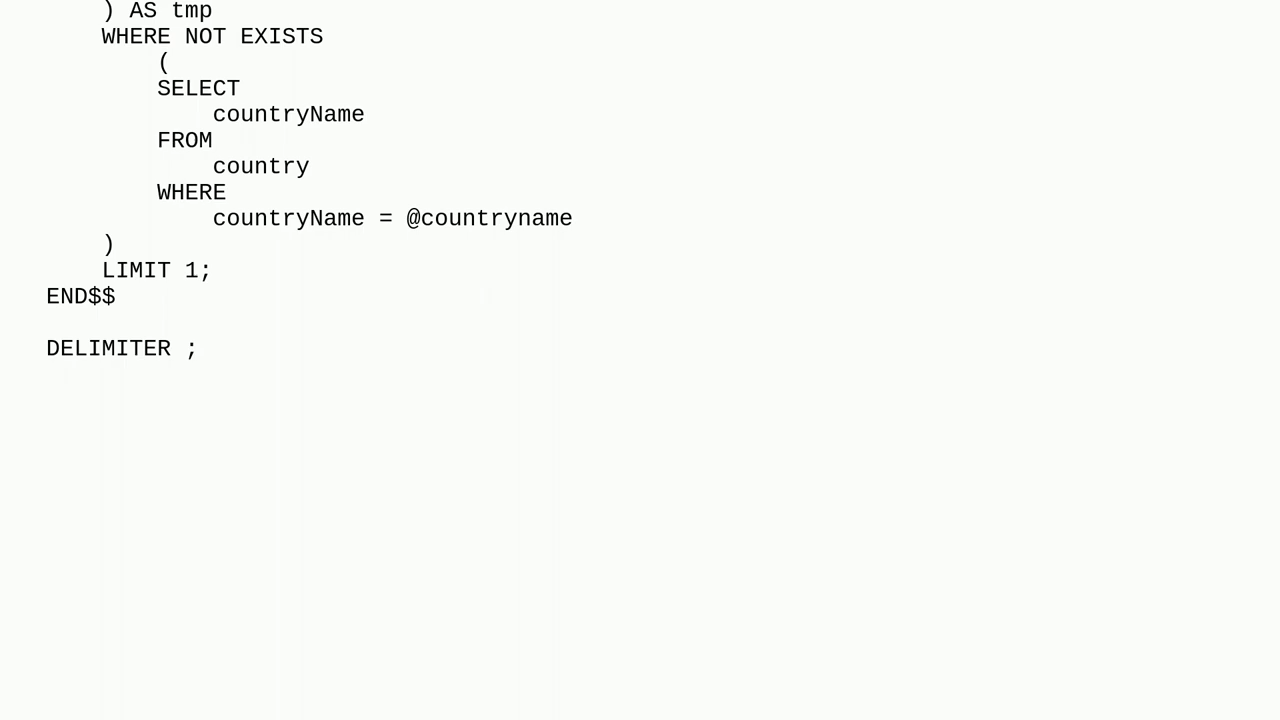 ) AS tmp
WHERE NOT EXISTS
(
SELECT
countryName
FROM
country
WHERE
countryName = @countryname
)
LIMIT 1;
END$$
DELIMITER ;